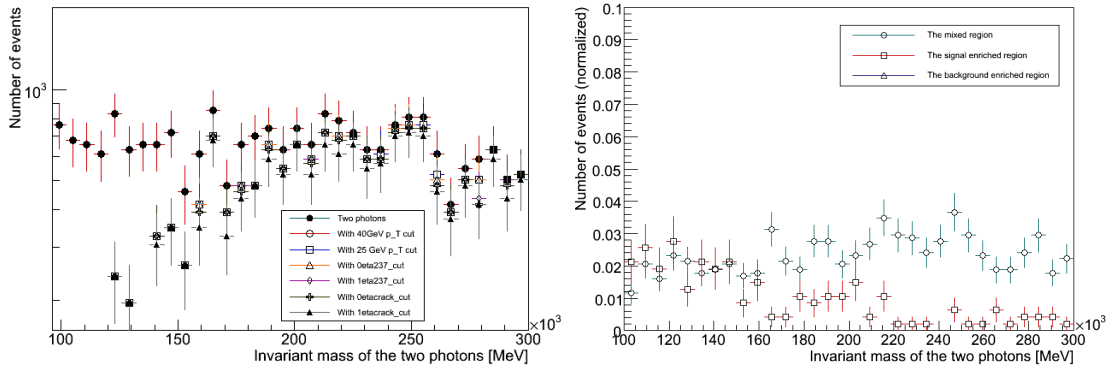 Number of events
10³
Two photons
With 40GeV p_T cut
With 25 GeV p_T cut
With 0eta237_cut
With 1eta237_cut
With 0etacrack_cut
With 1etacrack_cut
100 150 200 250 300
×10³
Invariant mass of the two photons [MeV]
Number of events (normalized)
0.1
0.09
0.08
0.07
0.06
0.05
0.04
0.03
0.02
0.01
0
The mixed region
The signal enriched region
The background enriched region
100 120 140 160 180 200 220 240 260 280 300
×10³
Invariant mass of the two photons [MeV]